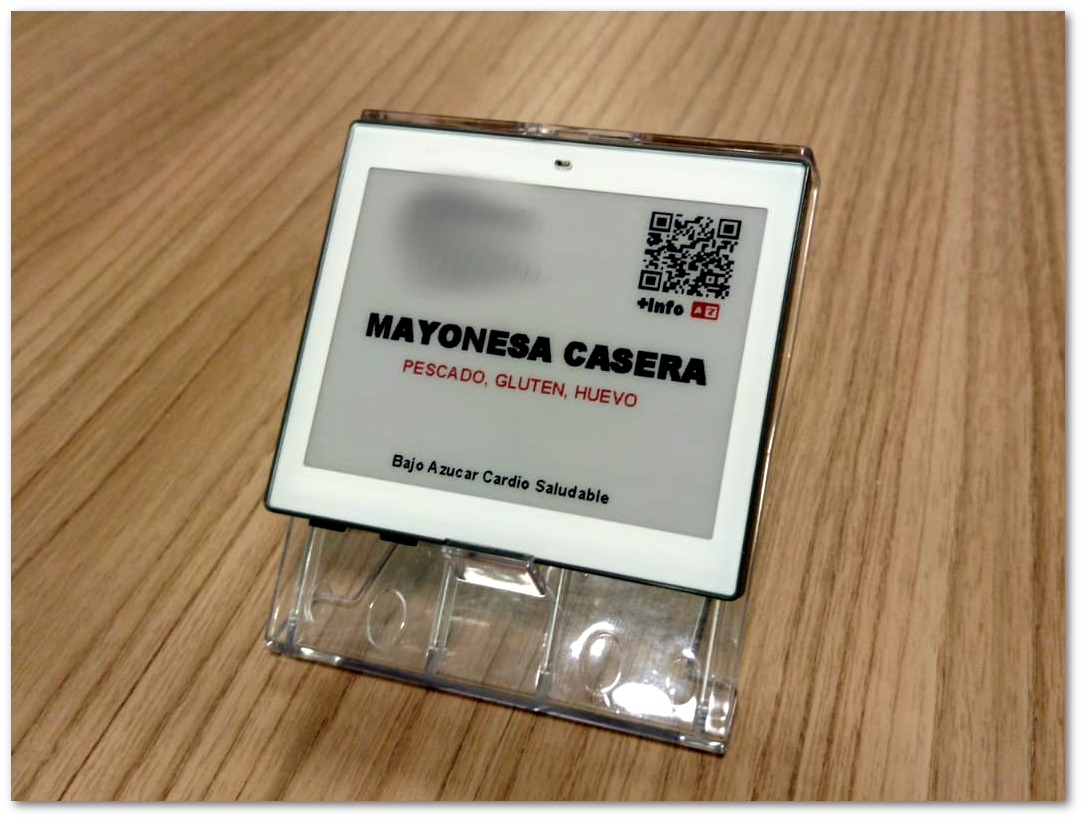 +Info
MAYONESA CASERA
PESCADO, GLUTEN, HUEVO
Bajo Azucar Cardio Saludable